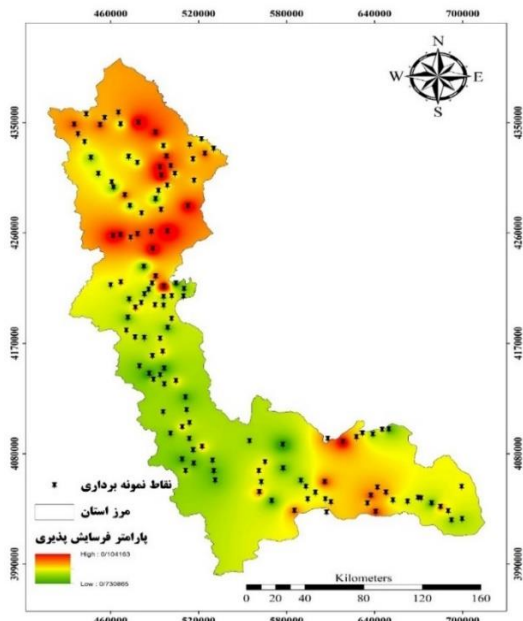 460000 520000 580000 640000 700000
N
W E
S
4350000 4350000
4260000 4260000
4170000 4170000
4080000 4080000
3990000 3990000
نقاط نمونه برداری
مرز استان
پارامتر فرسایش پذیری
High : 0/104163
Low : 0/730865
Kilometers
0 20 40 80 120 160
460000 520000 580000 640000 700000